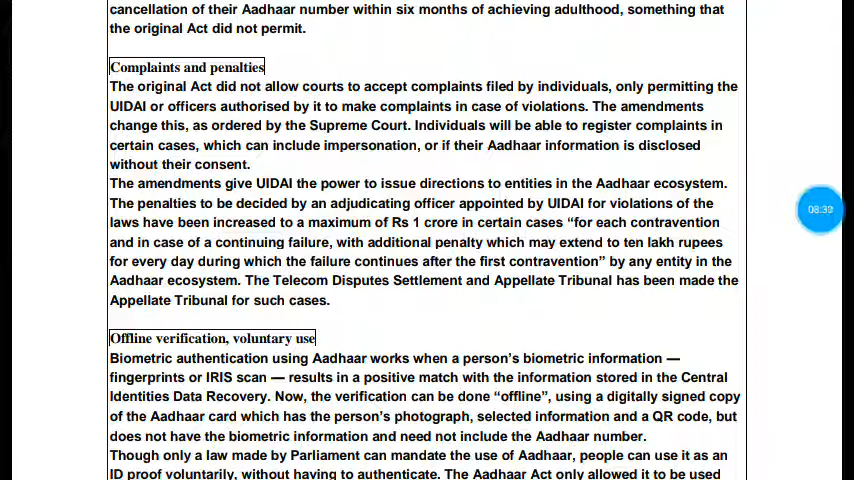 cancellation of their Aadhaar number within six months of achieving adulthood, something that
the original Act did not permit.
Complaints and penalties
The original Act did not allow courts to accept complaints filed by individuals, only permitting the
UIDAI or officers authorised by it to make complaints in case of violations. The amendments
change this, as ordered by the Supreme Court. Individuals will be able to register complaints in
certain cases, which can include impersonation, or if their Aadhaar information is disclosed
without their consent.
The amendments give UIDAI the power to issue directions to entities in the Aadhaar ecosystem.
The penalties to be decided by an adjudicating officer appointed by UIDAI for violations of the
laws have been increased to a maximum of Rs 1 crore in certain cases “for each contravention
and in case of a continuing failure, with additional penalty which may extend to ten lakh rupees
for every day during which the failure continues after the first contravention” by any entity in the
Aadhaar ecosystem. The Telecom Disputes Settlement and Appellate Tribunal has been made the
Appellate Tribunal for such cases.
Offline verification, voluntary use
Biometric authentication using Aadhaar works when a person’s biometric information —
fingerprints or IRIS scan — results in a positive match with the information stored in the Central
Identities Data Recovery. Now, the verification can be done “offline”, using a digitally signed copy
of the Aadhaar card which has the person’s photograph, selected information and a QR code, but
does not have the biometric information and need not include the Aadhaar number.
Though only a law made by Parliament can mandate the use of Aadhaar, people can use it as an
ID proof voluntarily, without having to authenticate. The Aadhaar Act only allowed it to be used